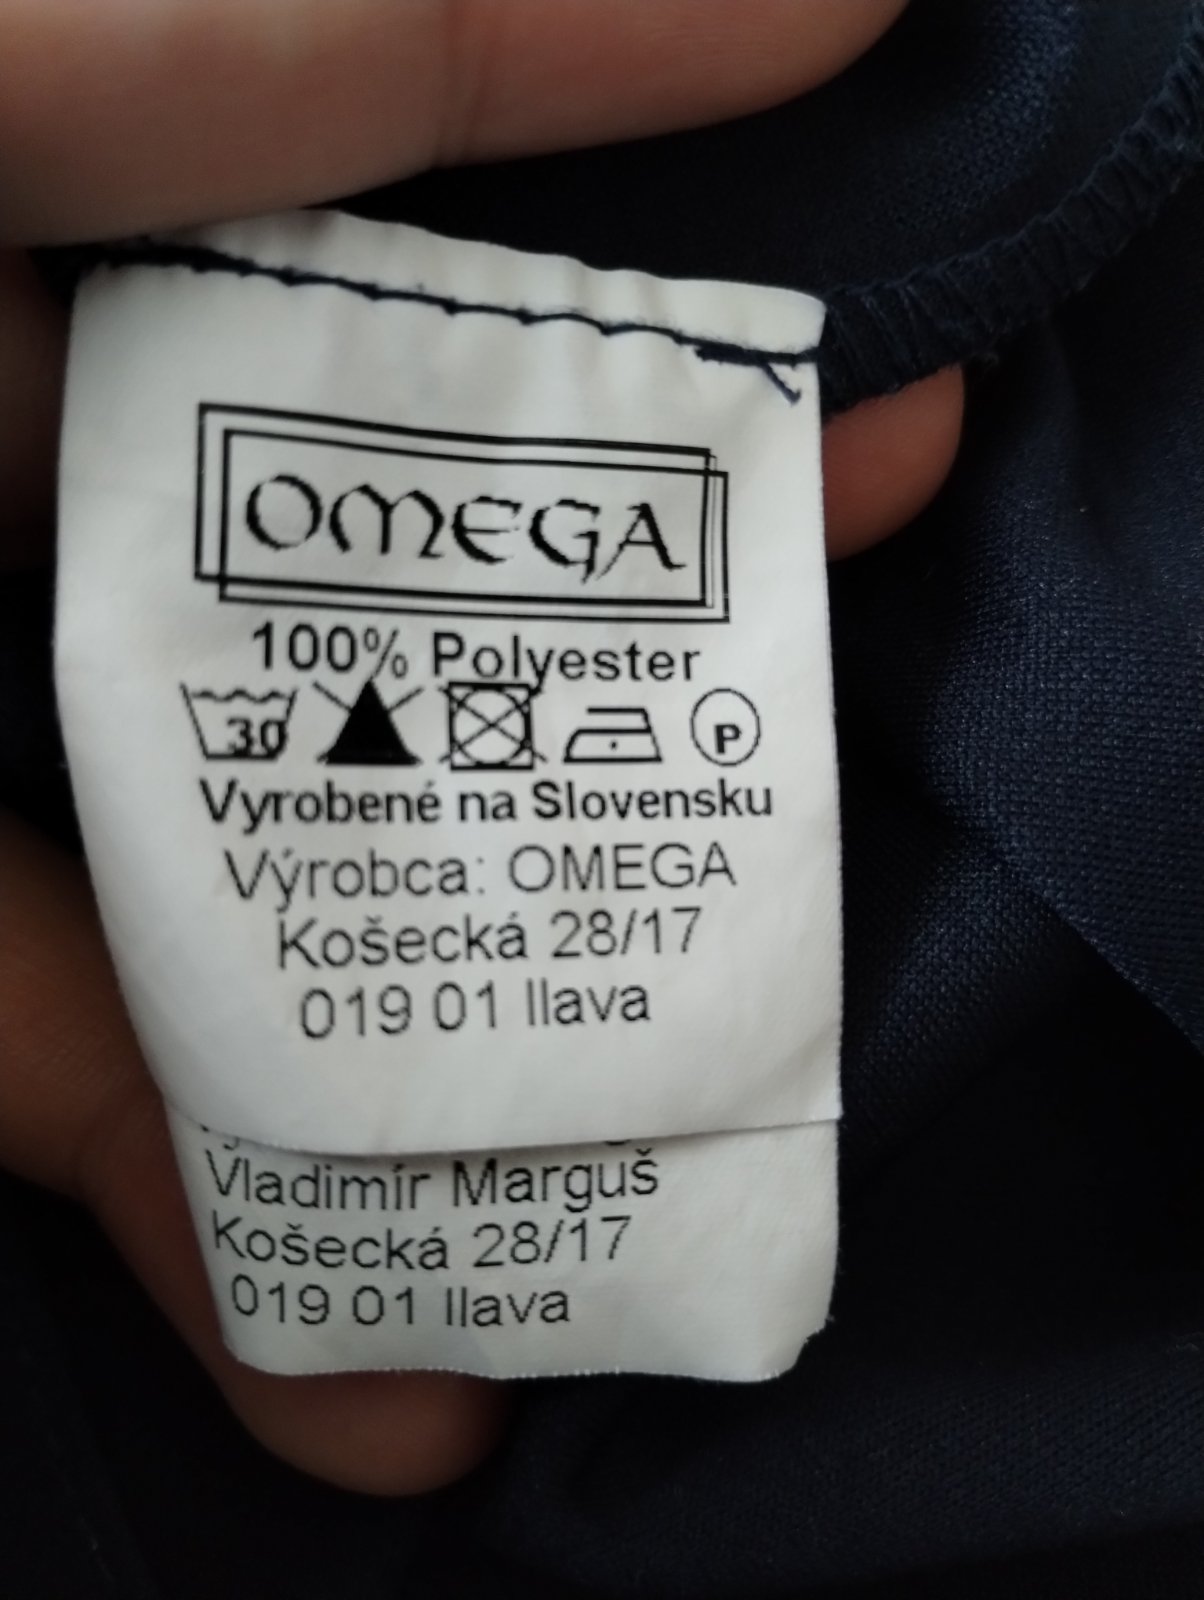 OMEGA
100% Polyester
30 P
Vyrobené na Slovensku
Výrobca: OMEGA
Košecká 28/17
019 01 Ilava
Vladimír Marguš
Košecká 28/17
019 01 Ilava